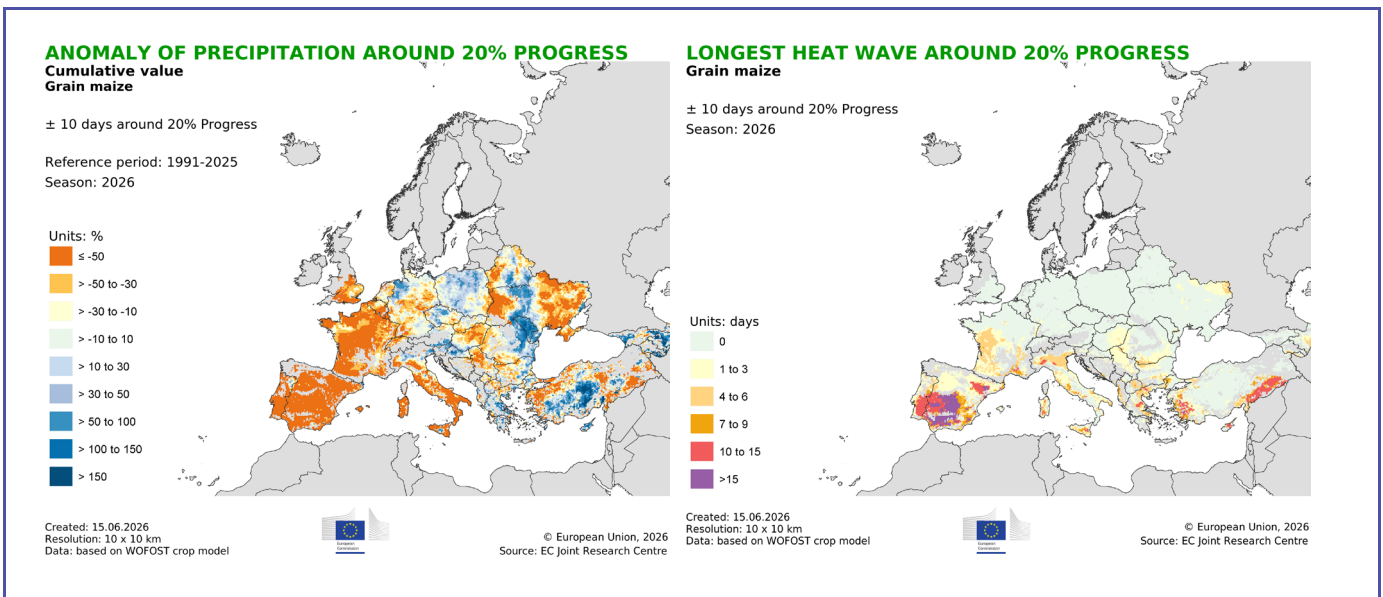 ANOMALY OF PRECIPITATION AROUND 20% PROGRESS
Cumulative value
Grain maize
± 10 days around 20% Progress
Reference period: 1991-2025
Season: 2026
Units: %
≤ -50
> -50 to -30
> -30 to -10
> -10 to 10
> 10 to 30
> 30 to 50
> 50 to 100
> 100 to 150
> 150
Created: 15.06.2026
Resolution: 10 x 10 km
Data: based on WOFOST crop model
European
Commission
© European Union, 2026
Source: EC Joint Research Centre
LONGEST HEAT WAVE AROUND 20% PROGRESS
Grain maize
± 10 days around 20% Progress
Season: 2026
Units: days
0
1 to 3
4 to 6
7 to 9
10 to 15
>15
Created: 15.06.2026
Resolution: 10 x 10 km
Data: based on WOFOST crop model
European
Commission
© European Union, 2026
Source: EC Joint Research Centre